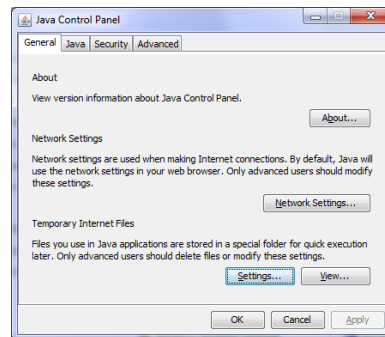 Java Control Panel
General Java Security Advanced
About
View version information about Java Control Panel.
About...
Network Settings
Network settings are used when making Internet connections. By default, Java will
use the network settings in your web browser. Only advanced users should modify
these settings.
Network Settings...
Temporary Internet Files
Files you use in Java applications are stored in a special folder for quick execution
later. Only advanced users should delete files or modify these settings.
Settings... View...
OK Cancel Apply